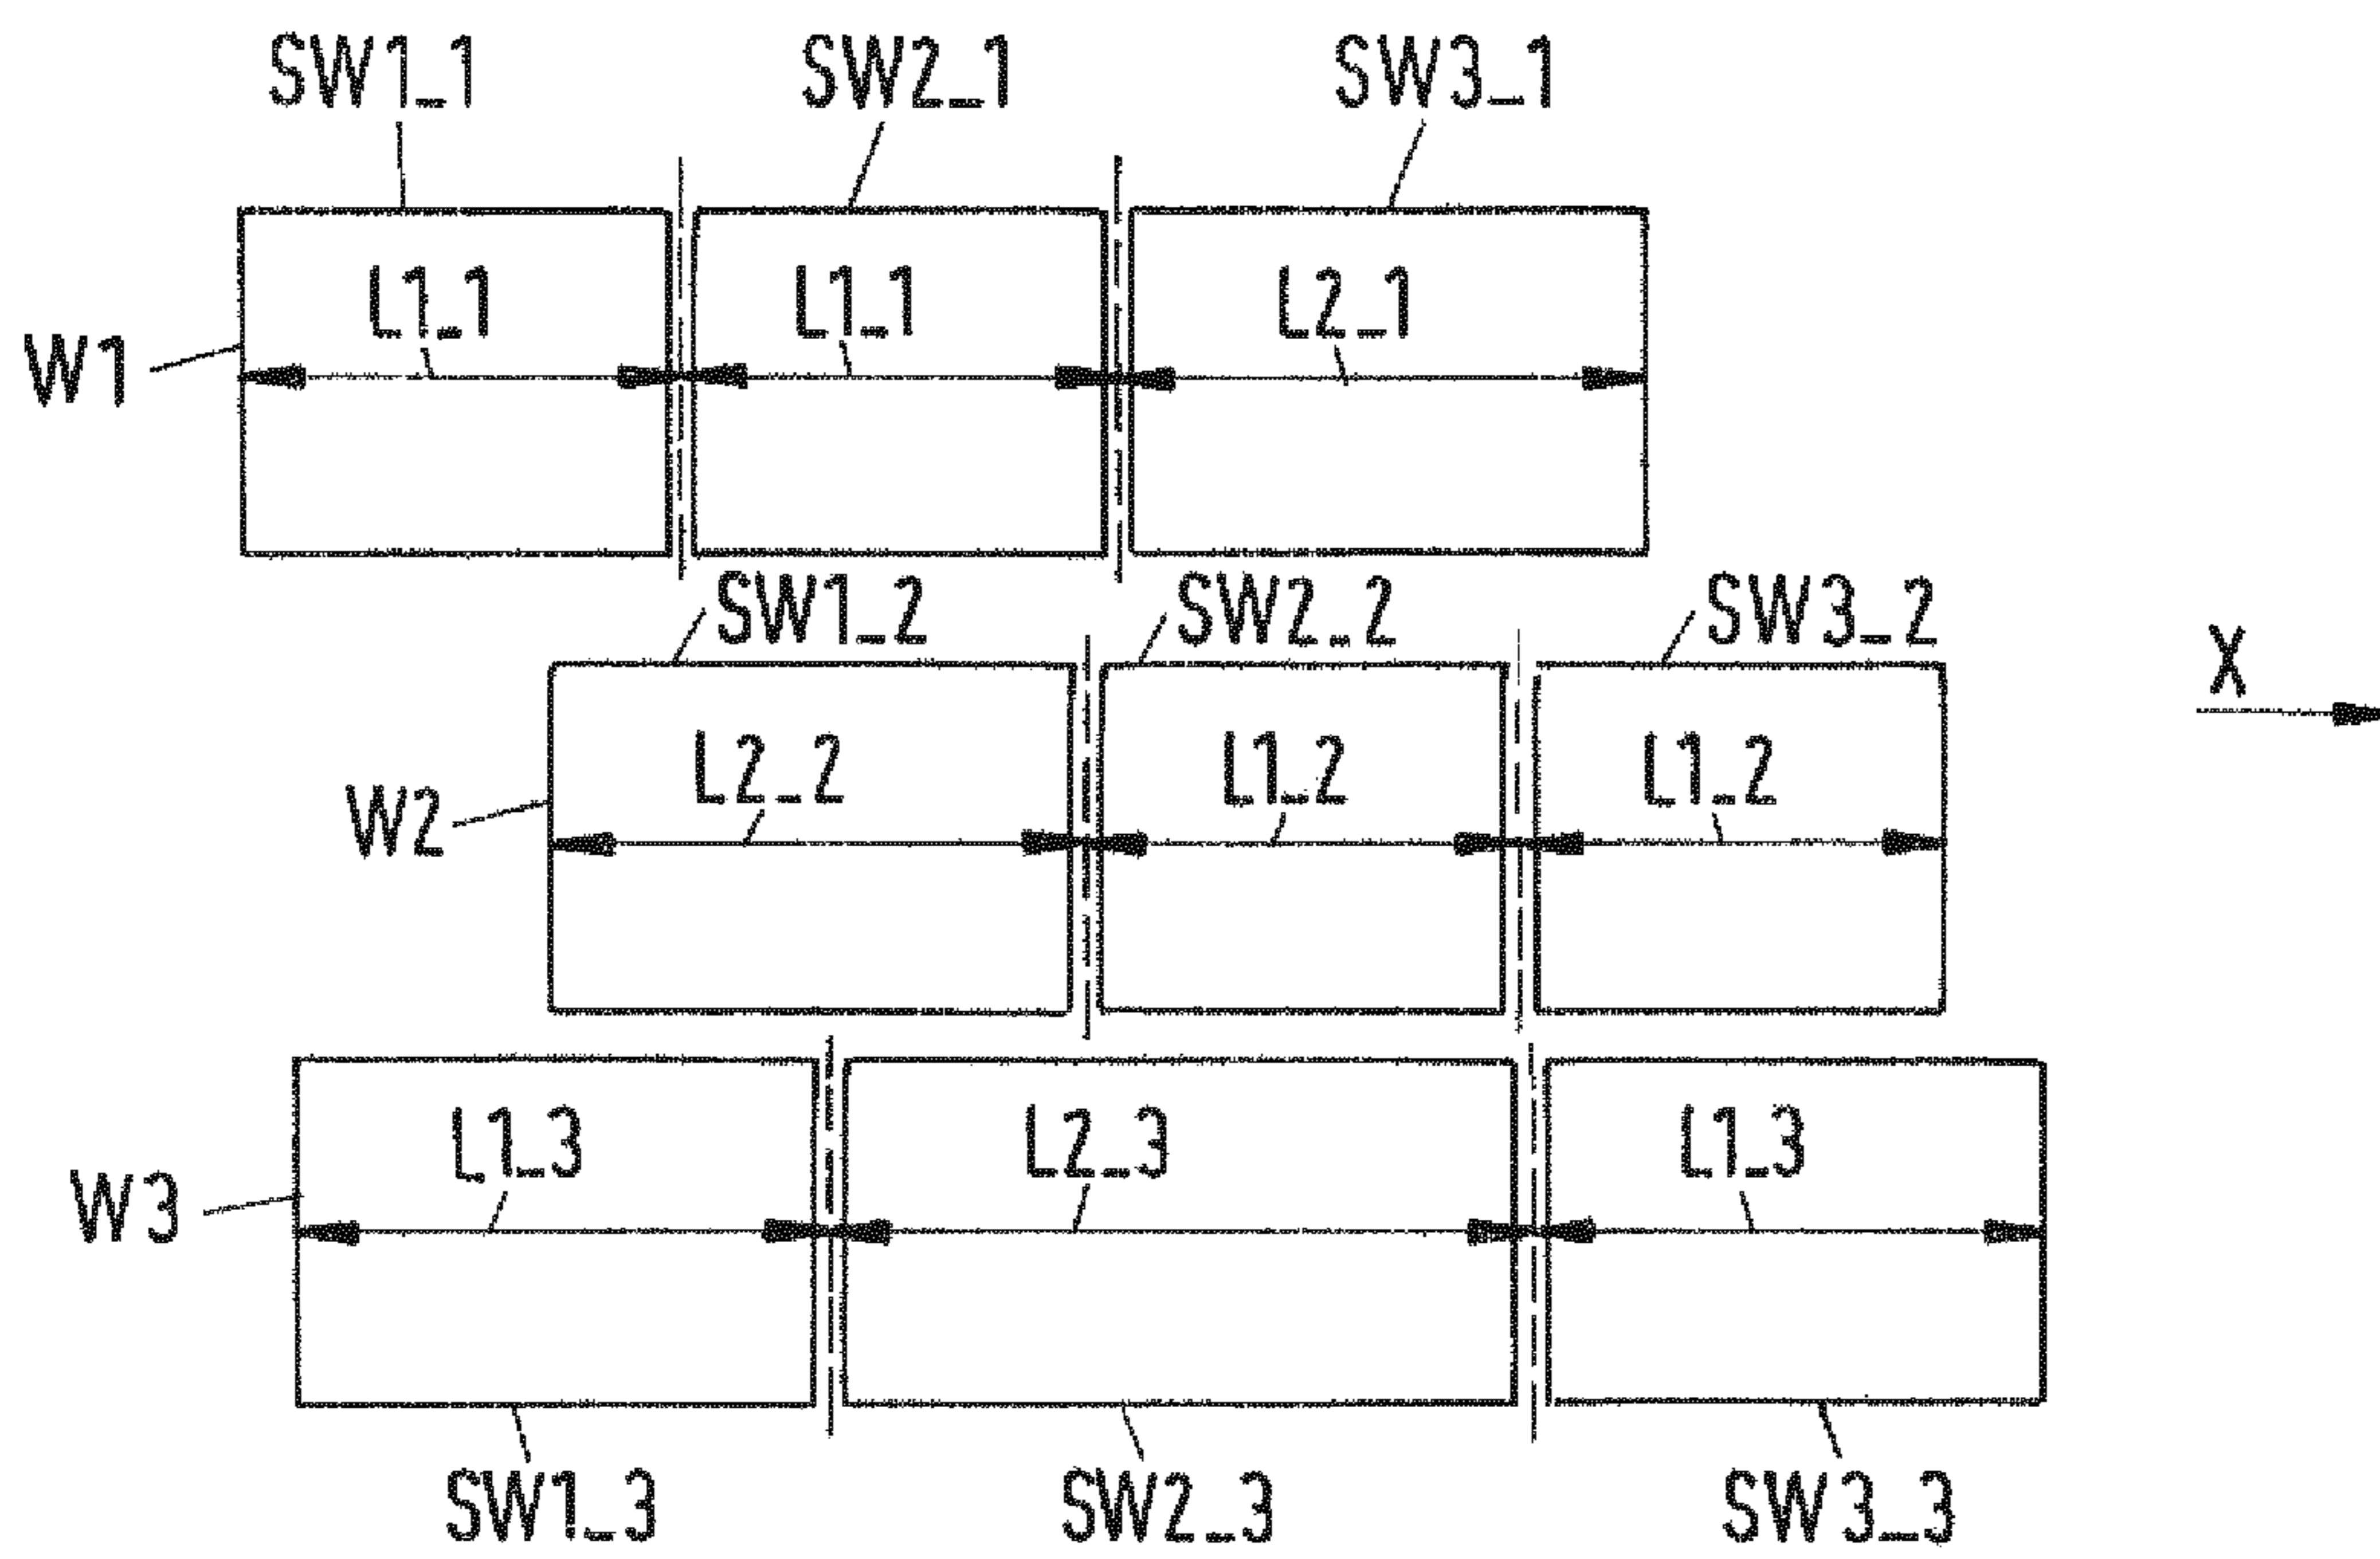 SW1_1 SW2_1 SW3_1
L1_1 L1_1 L2_1
W1
SW1_2 SW2_2 SW3_2
X
L2_2 L1_2 L1_2
W2
L1_3 L2_3 L1_3
W3
SW1_3 SW2_3 SW3_3